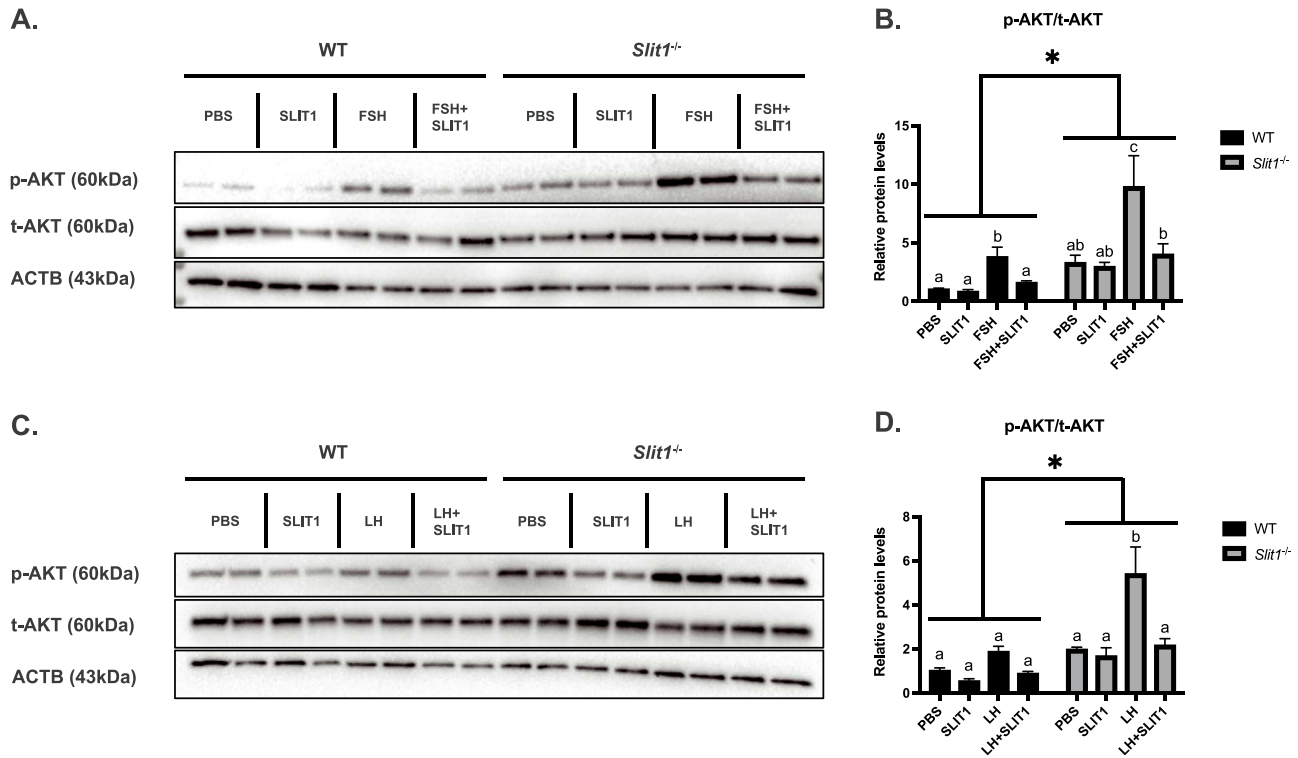 A.
WT
Slit1-/-
PBS
SLIT1
FSH
FSH+
SLIT1
PBS
SLIT1
FSH
FSH+
SLIT1
p-AKT (60kDa)
t-AKT (60kDa)
ACTB (43kDa)
B.
p-AKT/t-AKT
*
WT
Slit1-/-
Relative protein levels
15
10
5
0
a
a
b
a
ab
ab
c
b
PBS
SLIT1
FSH
FSH+SLIT1
PBS
SLIT1
FSH
FSH+SLIT1
C.
WT
Slit1-/-
PBS
SLIT1
LH
LH+
SLIT1
PBS
SLIT1
LH
LH+
SLIT1
p-AKT (60kDa)
t-AKT (60kDa)
ACTB (43kDa)
D.
p-AKT/t-AKT
*
WT
Slit1-/-
Relative protein levels
8
6
4
2
0
a
a
a
a
a
a
b
a
PBS
SLIT1
LH
LH+SLIT1
PBS
SLIT1
LH
LH+SLIT1